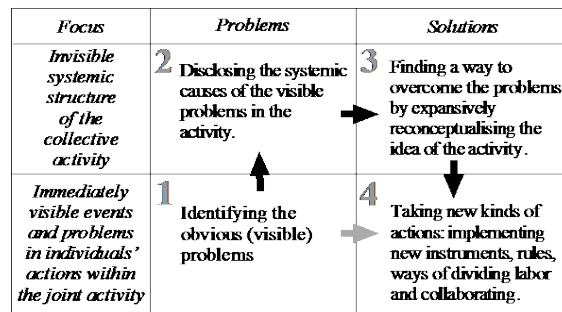 Focus
Problems
Solutions
Invisible
systemic
structure
of the
collective
activity
2
Disclosing the systemic
causes of the visible
problems in the
activity.
3
Finding a way to
overcome the problems
by expansively
reconceptualising the
idea of the activity.
Immediately
visible events
and problems
in individuals'
actions within
the joint activity
1
Identifying the
obvious (visible)
problems
4
Taking new kinds of
actions: implementing
new instruments, rules,
ways of dividing labor
and collaborating.